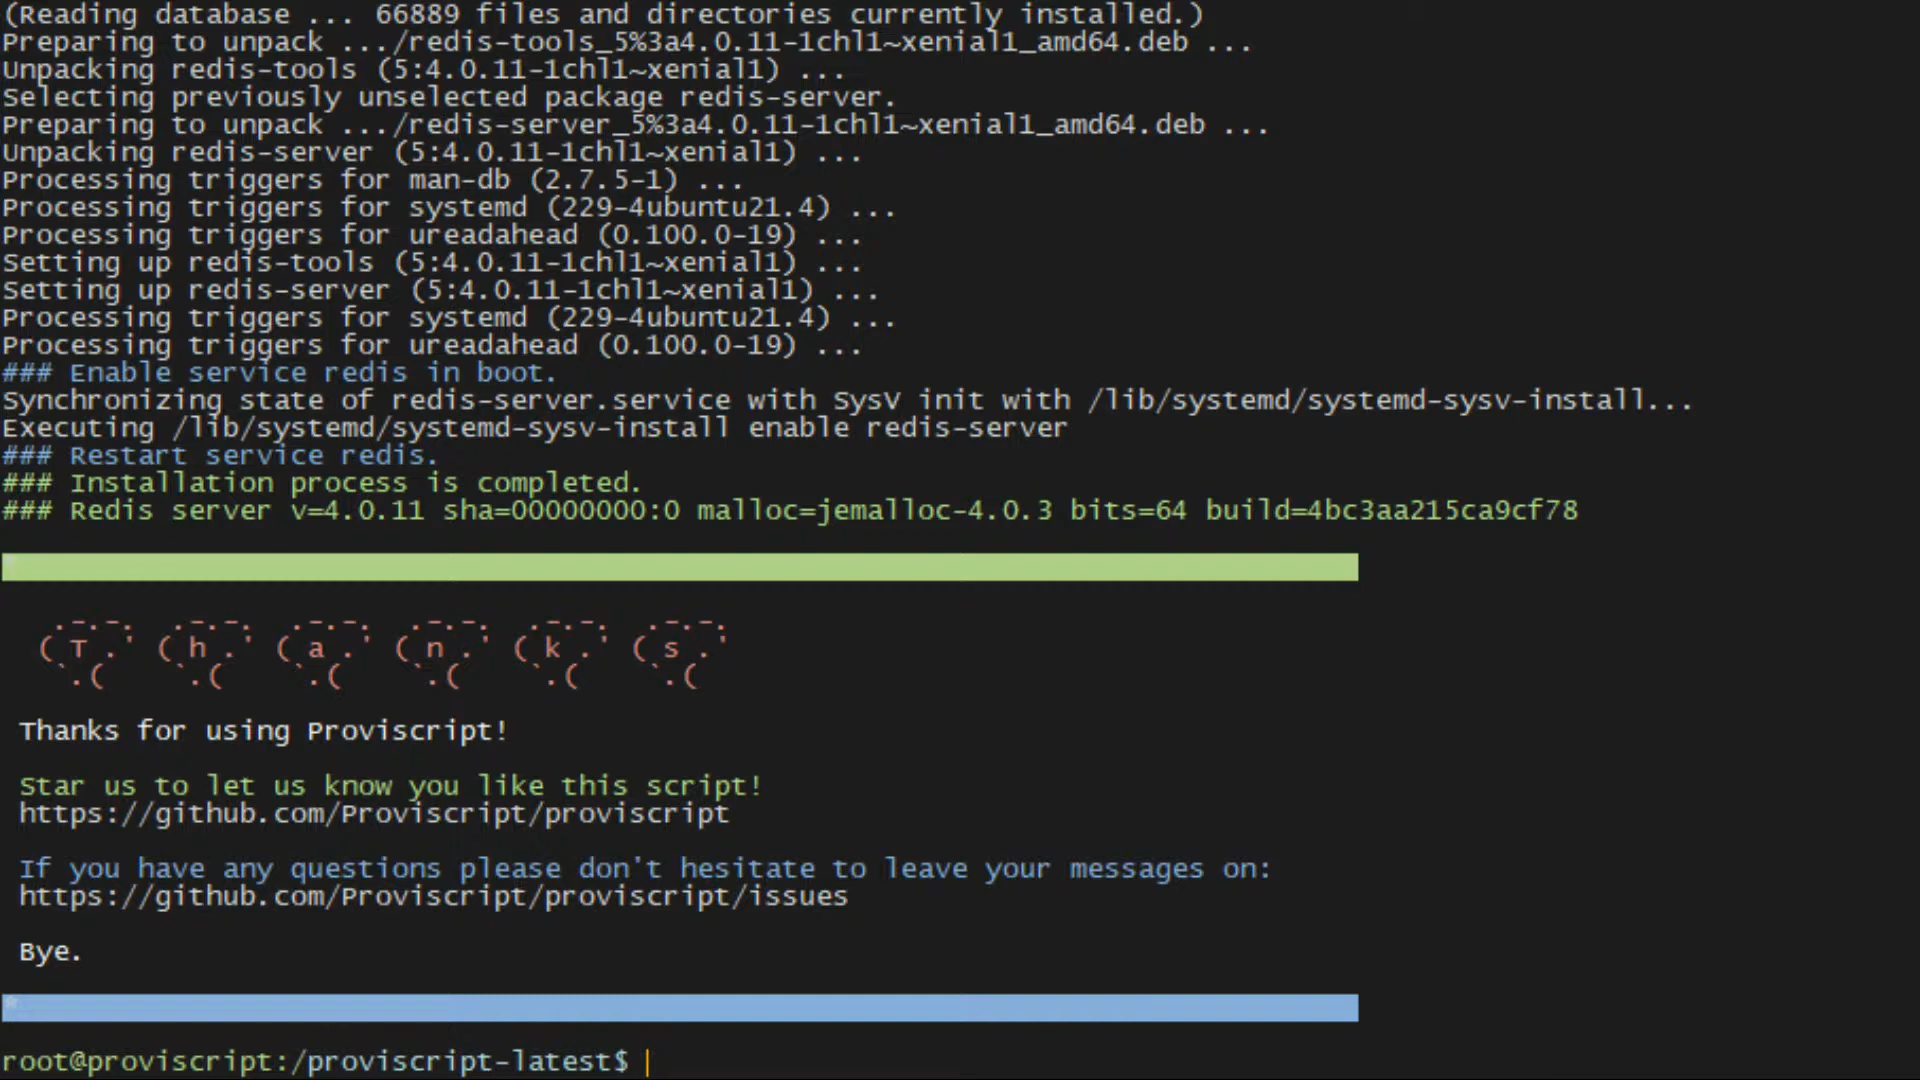 (Reading database ... 66889 files and directories currently installed.)
Preparing to unpack .../redis-tools_5%3a4.0.11-1chl1~xenial1_amd64.deb ...
Unpacking redis-tools (5:4.0.11-1chl1~xenial1) ...
Selecting previously unselected package redis-server.
Preparing to unpack .../redis-server_5%3a4.0.11-1chl1~xenial1_amd64.deb ...
Unpacking redis-server (5:4.0.11-1chl1~xenial1) ...
Processing triggers for man-db (2.7.5-1) ...
Processing triggers for systemd (229-4ubuntu21.4) ...
Processing triggers for ureadahead (0.100.0-19) ...
Setting up redis-tools (5:4.0.11-1chl1~xenial1) ...
Setting up redis-server (5:4.0.11-1chl1~xenial1) ...
Processing triggers for systemd (229-4ubuntu21.4) ...
Processing triggers for ureadahead (0.100.0-19) ...
### Enable service redis in boot.
Synchronizing state of redis-server.service with SysV init with /lib/systemd/systemd-sysv-install...
Executing /lib/systemd/systemd-sysv-install enable redis-server
### Restart service redis.
### Installation process is completed.
### Redis server v=4.0.11 sha=00000000:0 malloc=jemalloc-4.0.3 bits=64 build=4bc3aa215ca9cf78
T h a n k s
Thanks for using Proviscript!
Star us to let us know you like this script!
https://github.com/Proviscript/proviscript
If you have any questions please don't hesitate to leave your messages on:
https://github.com/Proviscript/proviscript/issues
Bye.
root@proviscript:/proviscript-latest$